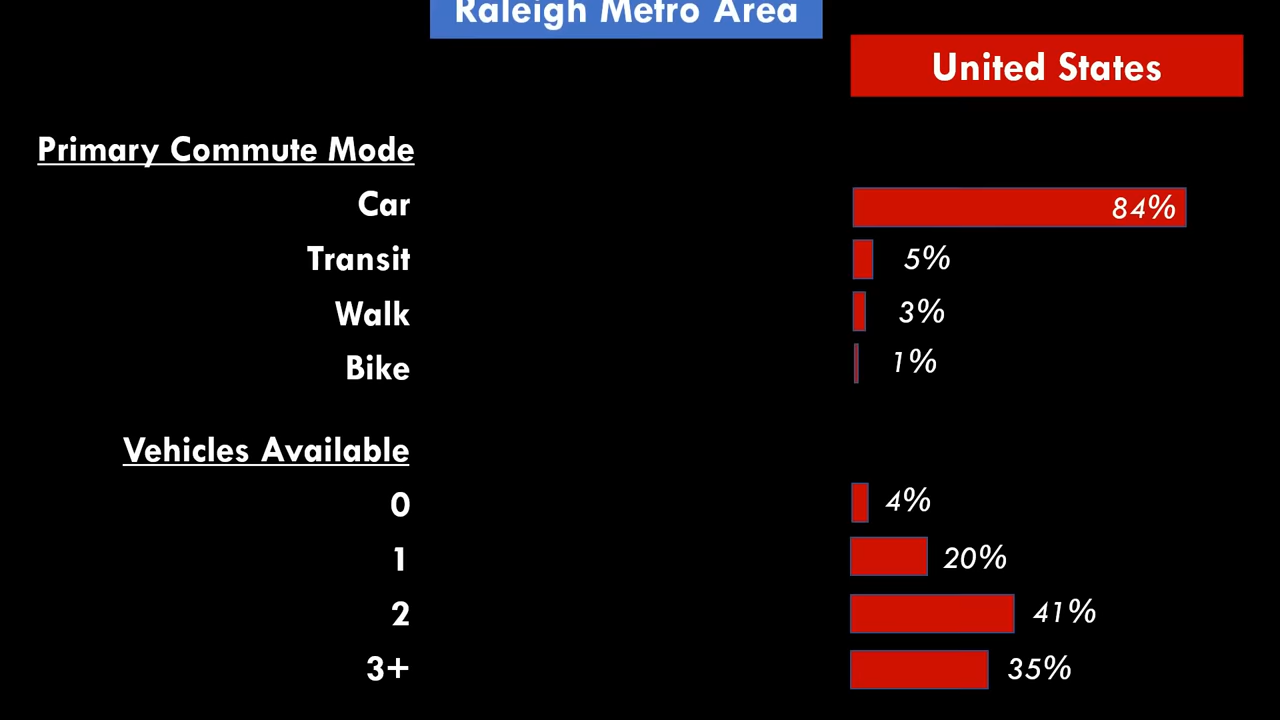 Raleigh Metro Area
United States
Primary Commute Mode
Car 84%
Transit 5%
Walk 3%
Bike 1%
Vehicles Available
0 4%
1 20%
2 41%
3+ 35%